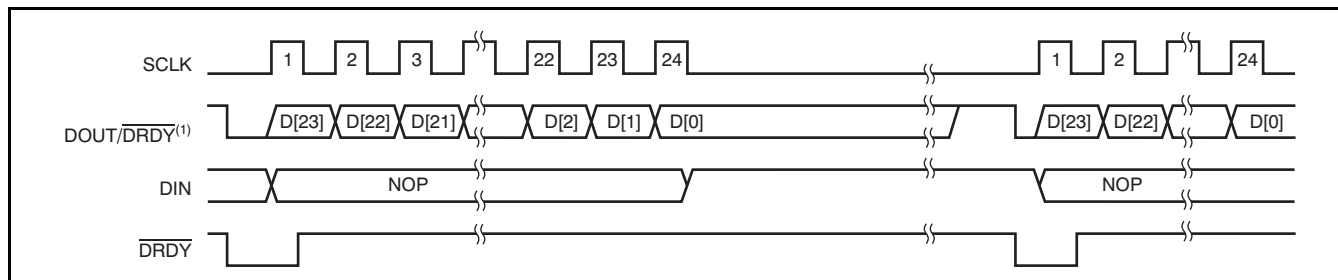 SCLK 1 2 3 22 23 24 1 2 24
DOUT/DRDY(1) D[23] D[22] D[21] D[2] D[1] D[0] D[23] D[22] D[0]
DIN NOP NOP
DRDY